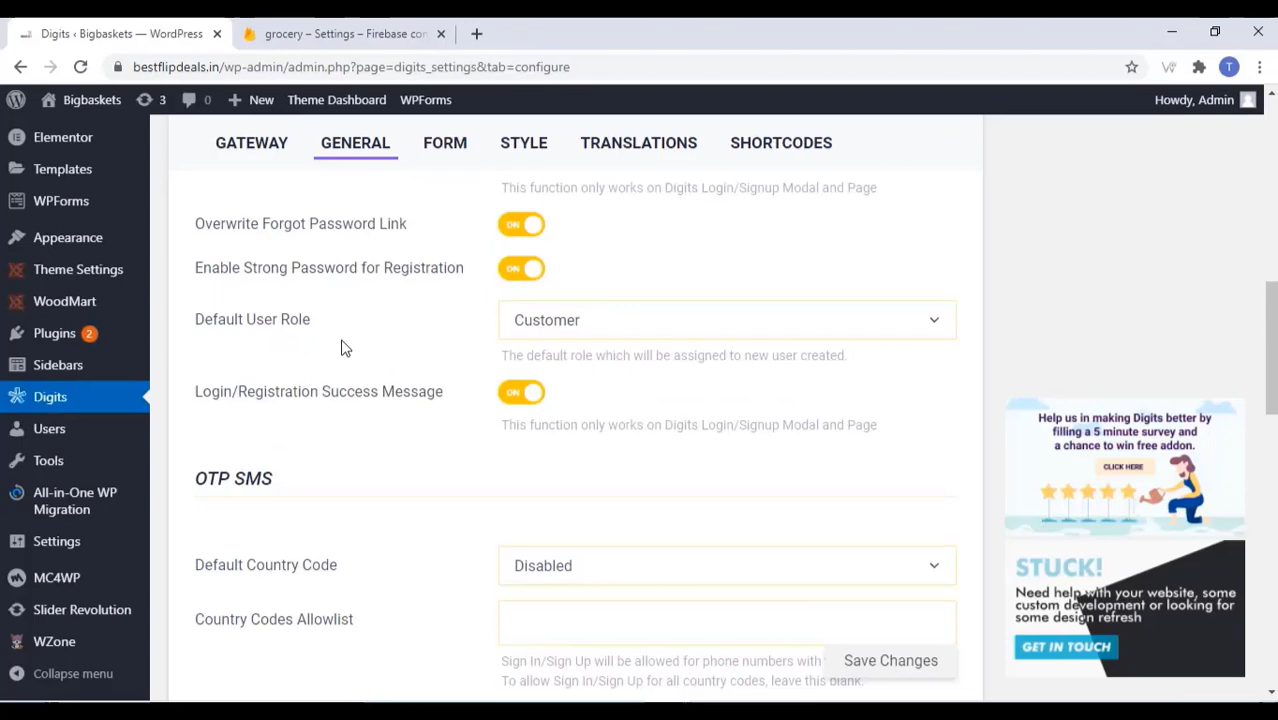 Digits ‹ Bigbaskets — WordPress
grocery – Settings – Firebase con
bestflipdeals.in/wp-admin/admin.php?page=digits_settings&tab=configure
T
Bigbaskets 3 0 New Theme Dashboard WPForms Howdy, Admin
Elementor
Templates
WPForms
Appearance
Theme Settings
WoodMart
Plugins 2
Sidebars
Digits
Users
Tools
All-in-One WP
Migration
Settings
MC4WP
Slider Revolution
WZone
Collapse menu
GATEWAY GENERAL FORM STYLE TRANSLATIONS SHORTCODES
This function only works on Digits Login/Signup Modal and Page
Overwrite Forgot Password Link ON
Enable Strong Password for Registration ON
Default User Role Customer
The default role which will be assigned to new user created.
Login/Registration Success Message ON
This function only works on Digits Login/Signup Modal and Page
OTP SMS
Default Country Code Disabled
Country Codes Allowlist
Sign In/Sign Up will be allowed for phone numbers with
To allow Sign In/Sign Up for all country codes, leave this blank.
Save Changes
Help us in making Digits better by
filling a 5 minute survey and
a chance to win free addon.
CLICK HERE
STUCK!
Need help with your website, some
custom development or looking for
some design refresh
GET IN TOUCH